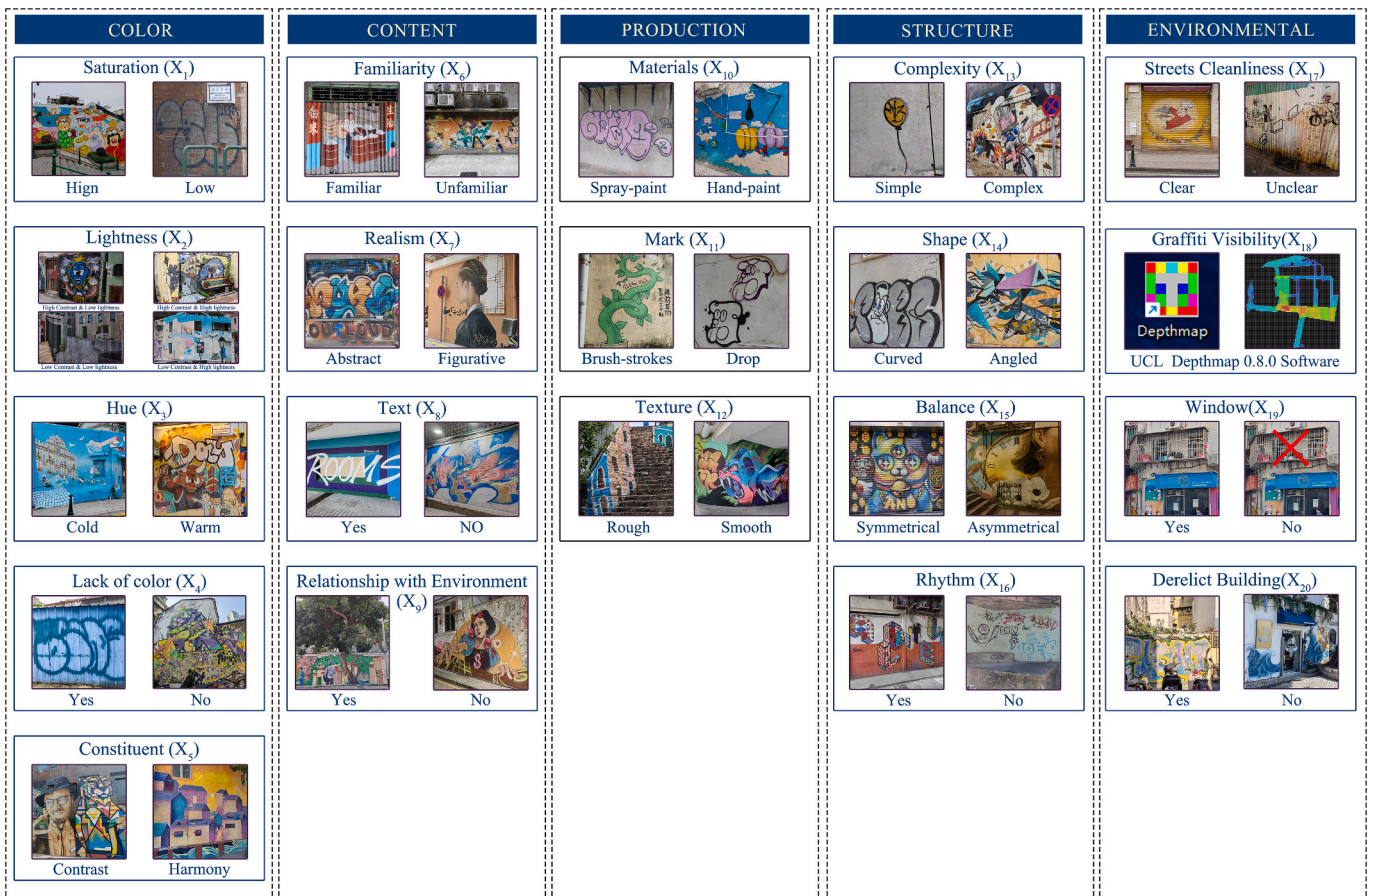 COLOR
Saturation (X₁)
Hign
Low
Lightness (X₂)
High Contrast & Low lightness
High Contrast & High lightness
Low Contrast & Low lightness
Low Contrast & High lightness
Hue (X₃)
Cold
Warm
Lack of color (X₄)
Yes
No
Constituent (X₅)
Contrast
Harmony
CONTENT
Familiarity (X₆)
Familiar
Unfamiliar
Realism (X₇)
OUTLOUD
Abstract
Figurative
Text (X₈)
ROOMS
Yes
NO
Relationship with Environment
(X₉)
8
Yes
No
PRODUCTION
Materials (X₁₀)
Spray-paint
Hand-paint
Mark (X₁₁)
Brush-strokes
Drop
Texture (X₁₂)
Rough
Smooth
STRUCTURE
Complexity (X₁₃)
Simple
Complex
Shape (X₁₄)
Curved
Angled
Balance (X₁₅)
Symmetrical
Asymmetrical
Rhythm (X₁₆)
Yes
No
ENVIRONMENTAL
Streets Cleanliness (X₁₇)
Clear
Unclear
Graffiti Visibility(X₁₈)
Depthmap
UCL Depthmap 0.8.0 Software
Window(X₁₉)
Yes
No
Derelict Building(X₂₀)
Yes
No